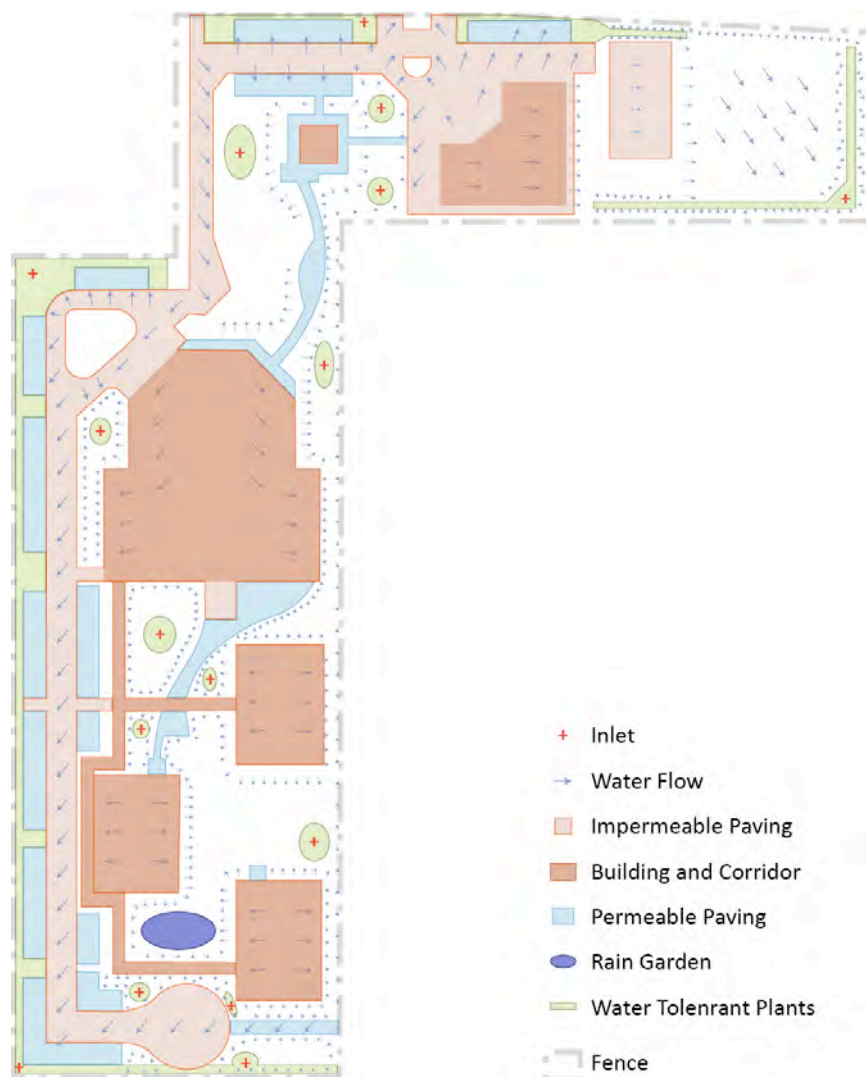 Inlet
Water Flow
Impermeable Paving
Building and Corridor
Permeable Paving
Rain Garden
Water Tolenrant Plants
Fence